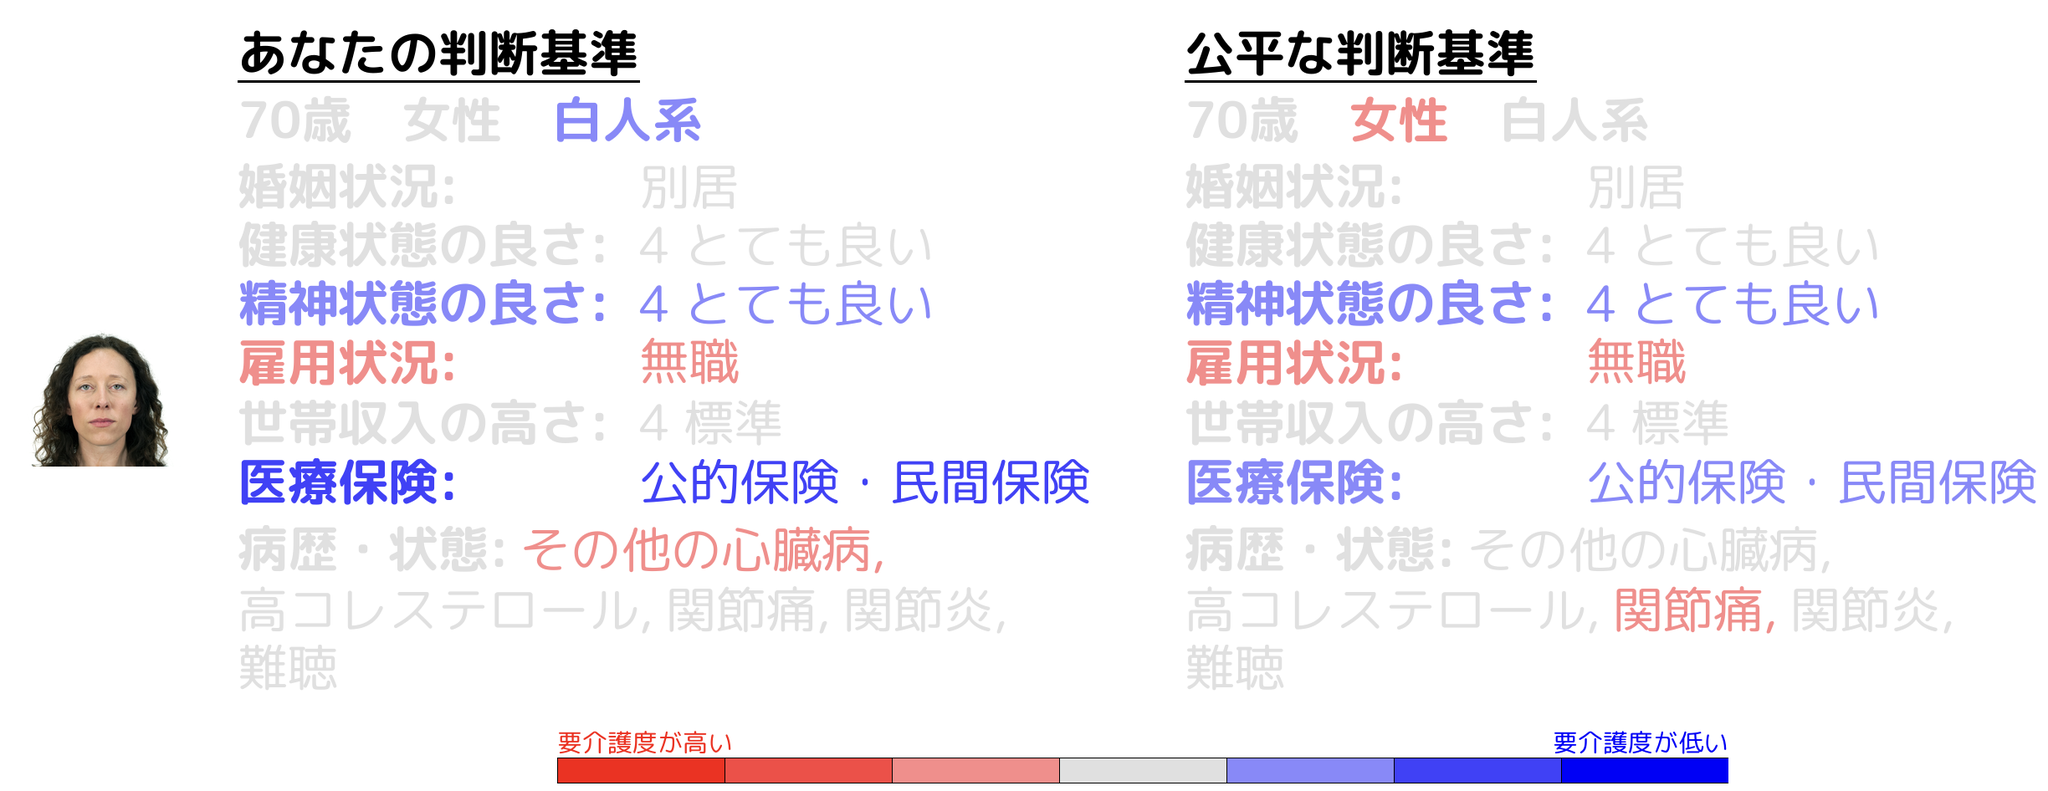 あなたの判断基準
70歳 女性 白人系
婚姻状況: 別居
健康状態の良さ: 4 とても良い
精神状態の良さ: 4 とても良い
雇用状況: 無職
世帯収入の高さ: 4 標準
医療保険: 公的保険・民間保険
病歴・状態: その他の心臓病,
高コレステロール, 関節痛, 関節炎,
難聴
公平な判断基準
70歳 女性 白人系
婚姻状況: 別居
健康状態の良さ: 4 とても良い
精神状態の良さ: 4 とても良い
雇用状況: 無職
世帯収入の高さ: 4 標準
医療保険: 公的保険・民間保険
病歴・状態: その他の心臓病,
高コレステロール, 関節痛, 関節炎,
難聴
要介護度が高い
要介護度が低い